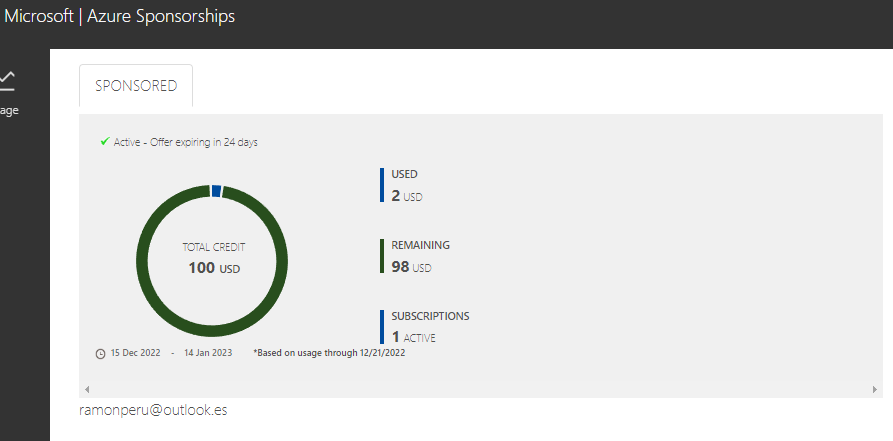 Microsoft | Azure Sponsorships
age
SPONSORED
Active - Offer expiring in 24 days
USED
2 USD
TOTAL CREDIT
100 USD
REMAINING
98 USD
SUBSCRIPTIONS
1 ACTIVE
15 Dec 2022 - 14 Jan 2023 *Based on usage through 12/21/2022
ramonperu@outlook.es